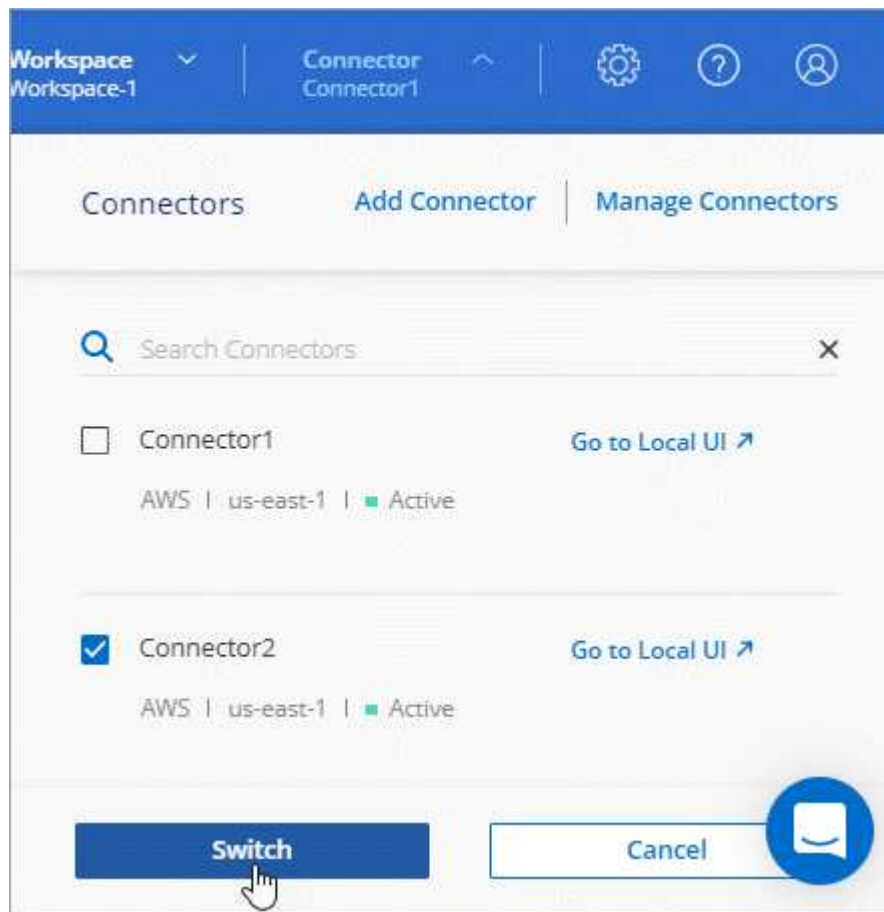 Workspace
Workspace-1
Connector
Connector1
Connectors
Add Connector
Manage Connectors
Search Connectors
Connector1
Go to Local UI
AWS | us-east-1 | Active
Connector2
Go to Local UI
AWS | us-east-1 | Active
Switch
Cancel